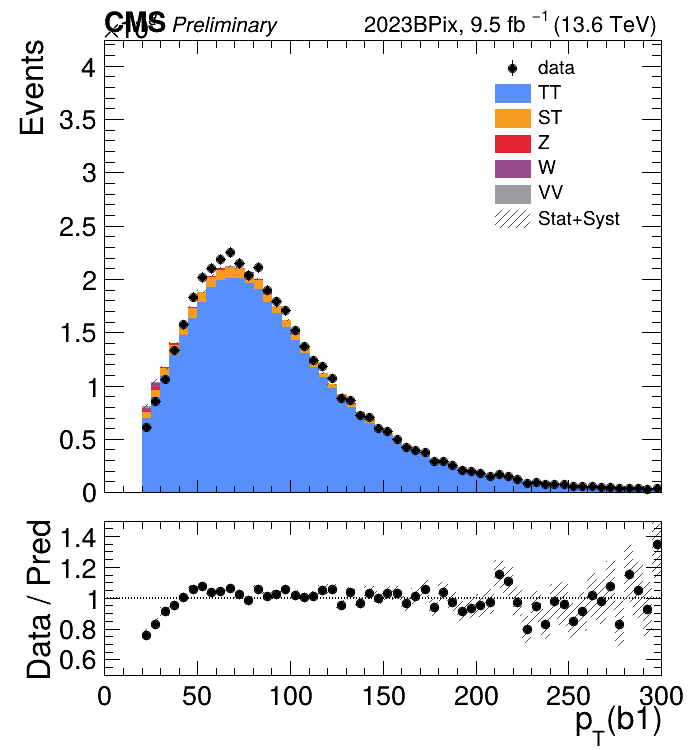 CMS Preliminary 2023BPix, 9.5 fb⁻¹ (13.6 TeV)
Events
4
3.5
3
2.5
2
1.5
1
0.5
0
data
TT
ST
Z
W
VV
Stat+Syst
Data / Pred
1.4
1.2
1
0.8
0.6
0 50 100 150 200 250 300
p_T(b1)